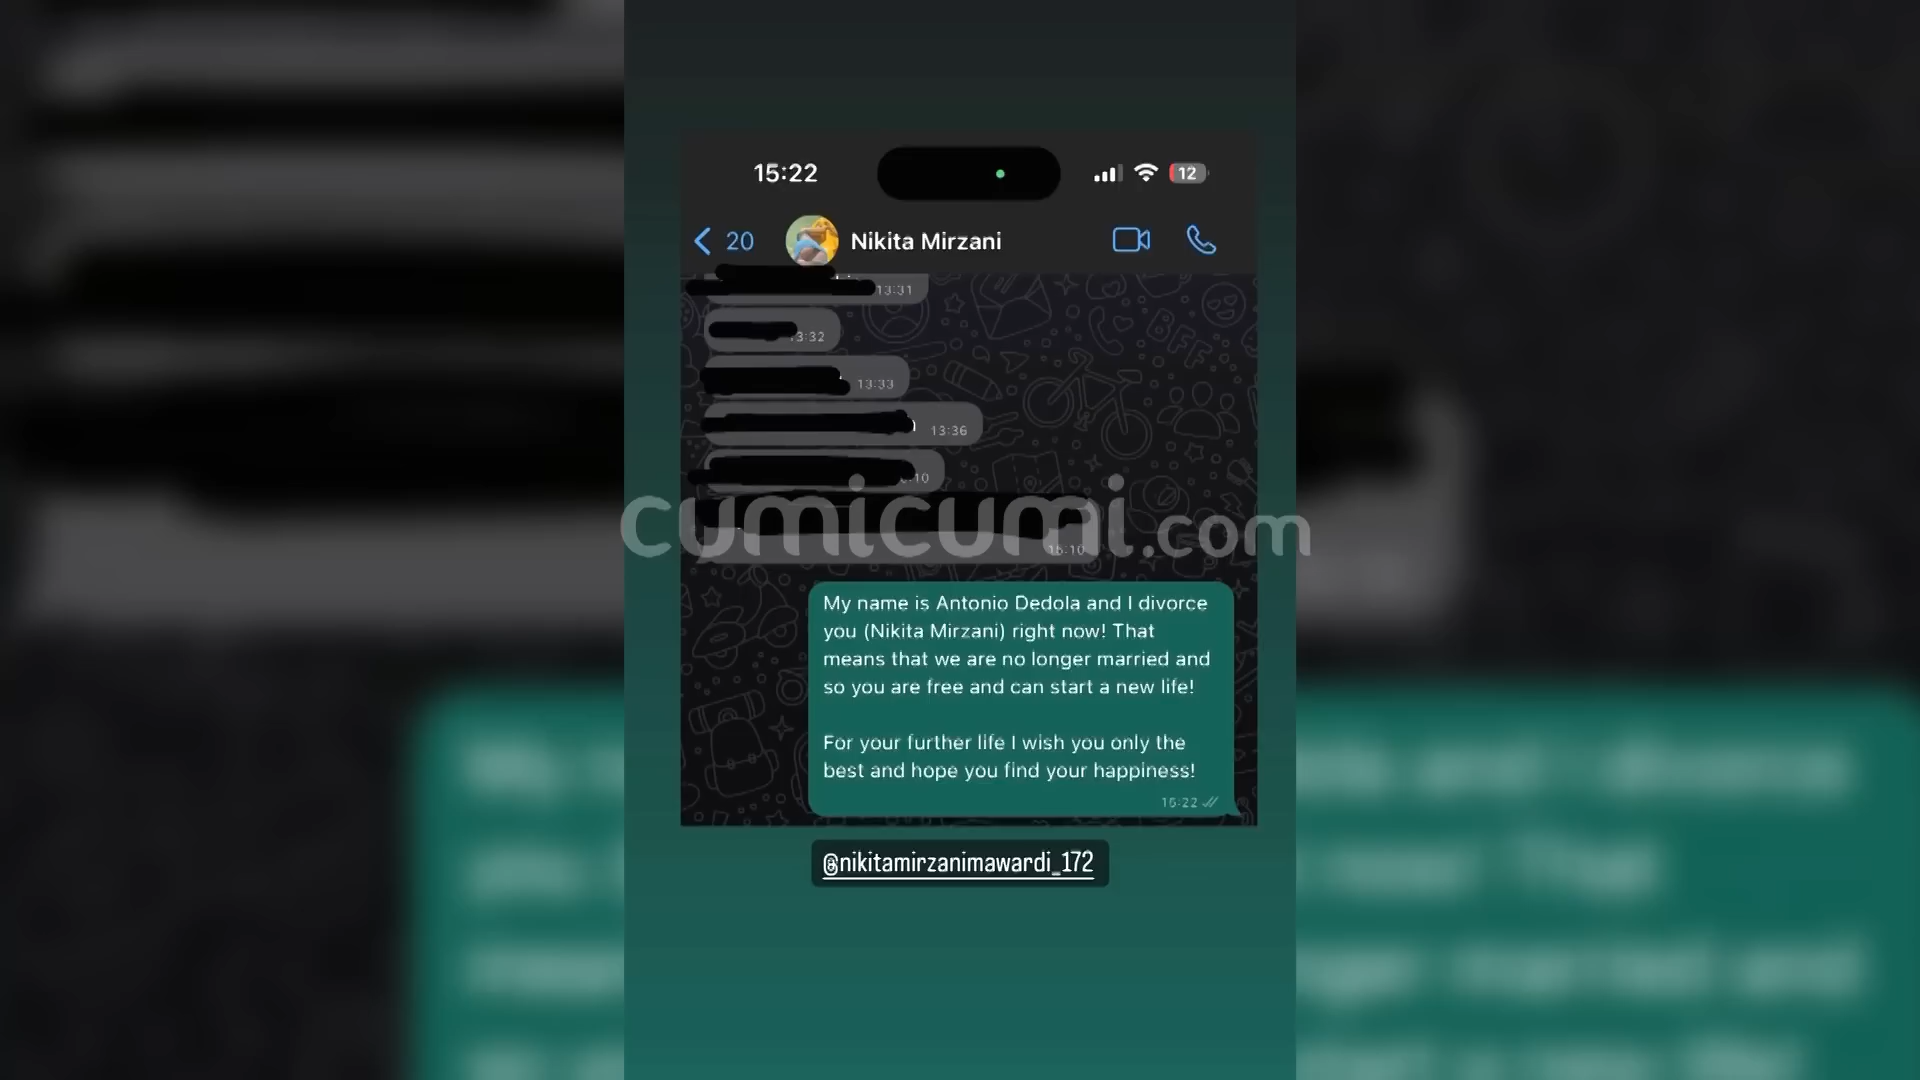 15:22
12
20
Nikita Mirzani
13:31
13:32
13:33
13:36
15:10
cumicumi.com
My name is Antonio Dedola and I divorce
you (Nikita Mirzani) right now! That
means that we are no longer married and
so you are free and can start a new life!
For your further life I wish you only the
best and hope you find your happiness!
15:22
@nikitamirzanimawardi_172